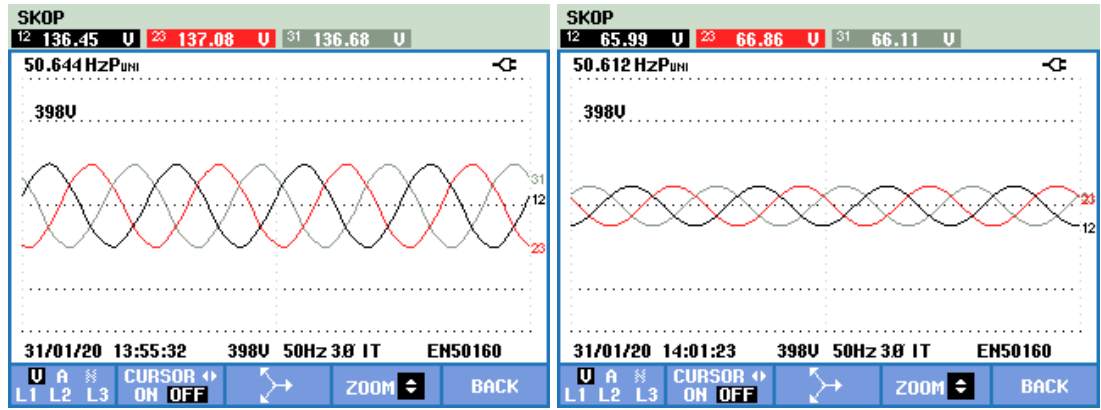 SKOP
12 136.45 V 23 137.08 V 31 136.68 V
50.644 HzPUNI
398V
31
12
23
31/01/20 13:55:32 398V 50Hz 3.0̸ IT EN50160
V A
L1 L2 L3
CURSOR
ON OFF
ZOOM
BACK
SKOP
12 65.99 V 23 66.86 V 31 66.11 V
50.612 HzPUNI
398V
23
12
31/01/20 14:01:23 398V 50Hz 3.0̸ IT EN50160
V A
L1 L2 L3
CURSOR
ON OFF
ZOOM
BACK